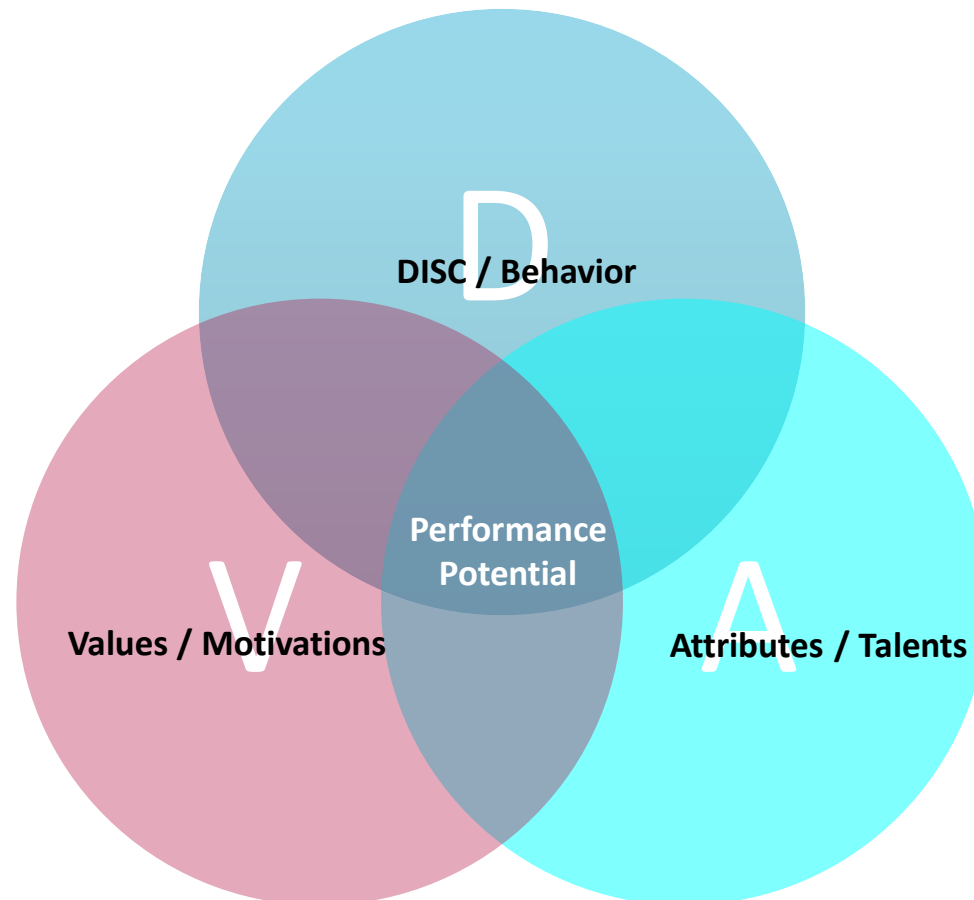 D
DISC / Behavior
Performance
Potential
V
Values / Motivations
A
Attributes / Talents